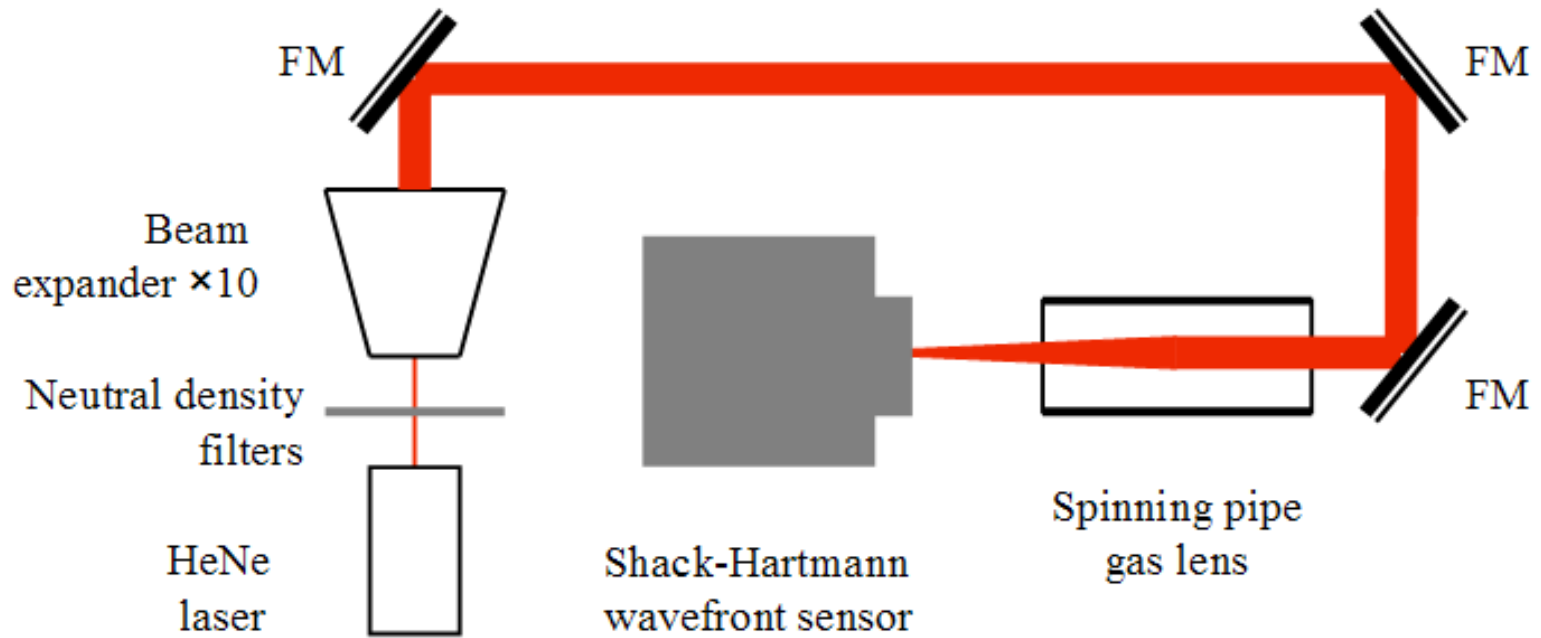 FM
FM
Beam
expander ×10
Neutral density
filters
FM
HeNe
laser
Shack-Hartmann
wavefront sensor
Spinning pipe
gas lens